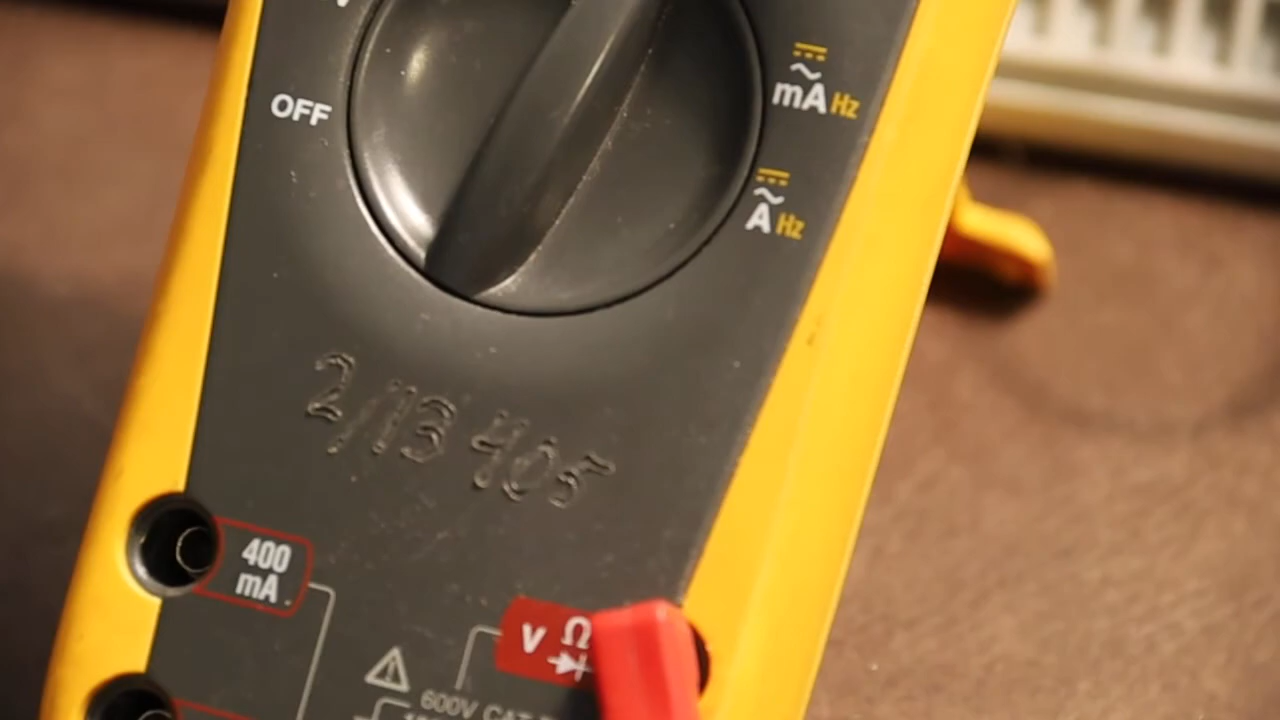 OFF
mA Hz
A Hz
2/13 405
400
mA
V Ω
600V CAT